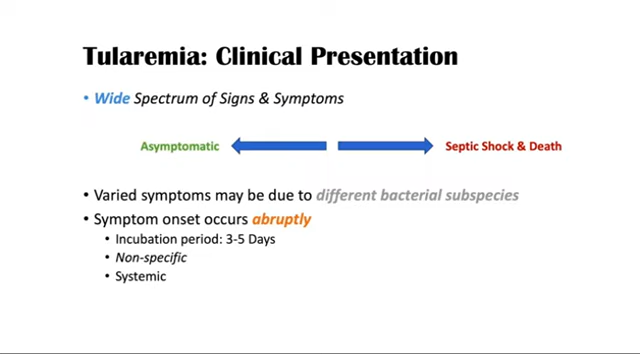 Tularemia: Clinical Presentation
• Wide Spectrum of Signs & Symptoms
Asymptomatic Septic Shock & Death
• Varied symptoms may be due to different bacterial subspecies
• Symptom onset occurs abruptly
• Incubation period: 3-5 Days
• Non-specific
• Systemic